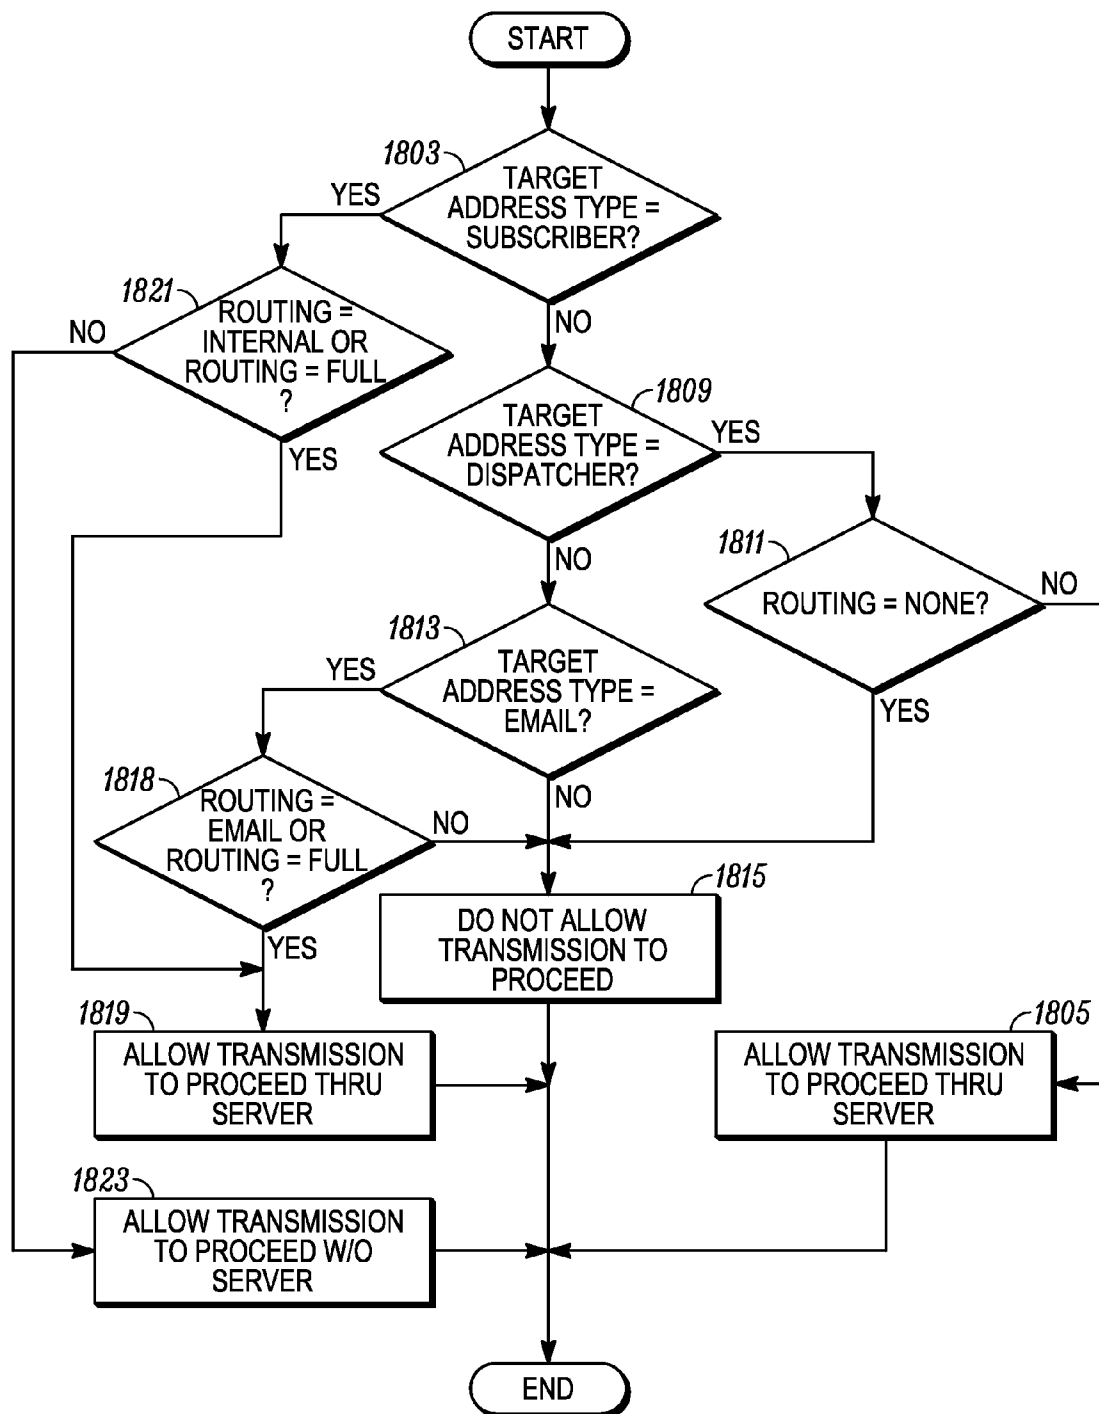 START
1803
TARGET
ADDRESS TYPE =
SUBSCRIBER?
YES
NO
1821
ROUTING =
INTERNAL OR
ROUTING = FULL
?
NO
YES
1809
TARGET
ADDRESS TYPE =
DISPATCHER?
YES
NO
1811
ROUTING = NONE?
NO
YES
1813
TARGET
ADDRESS TYPE =
EMAIL?
YES
NO
1818
ROUTING =
EMAIL OR
ROUTING = FULL
?
NO
YES
1815
DO NOT ALLOW
TRANSMISSION TO
PROCEED
1819
ALLOW TRANSMISSION
TO PROCEED THRU
SERVER
1805
ALLOW TRANSMISSION
TO PROCEED THRU
SERVER
1823
ALLOW TRANSMISSION
TO PROCEED W/O
SERVER
END